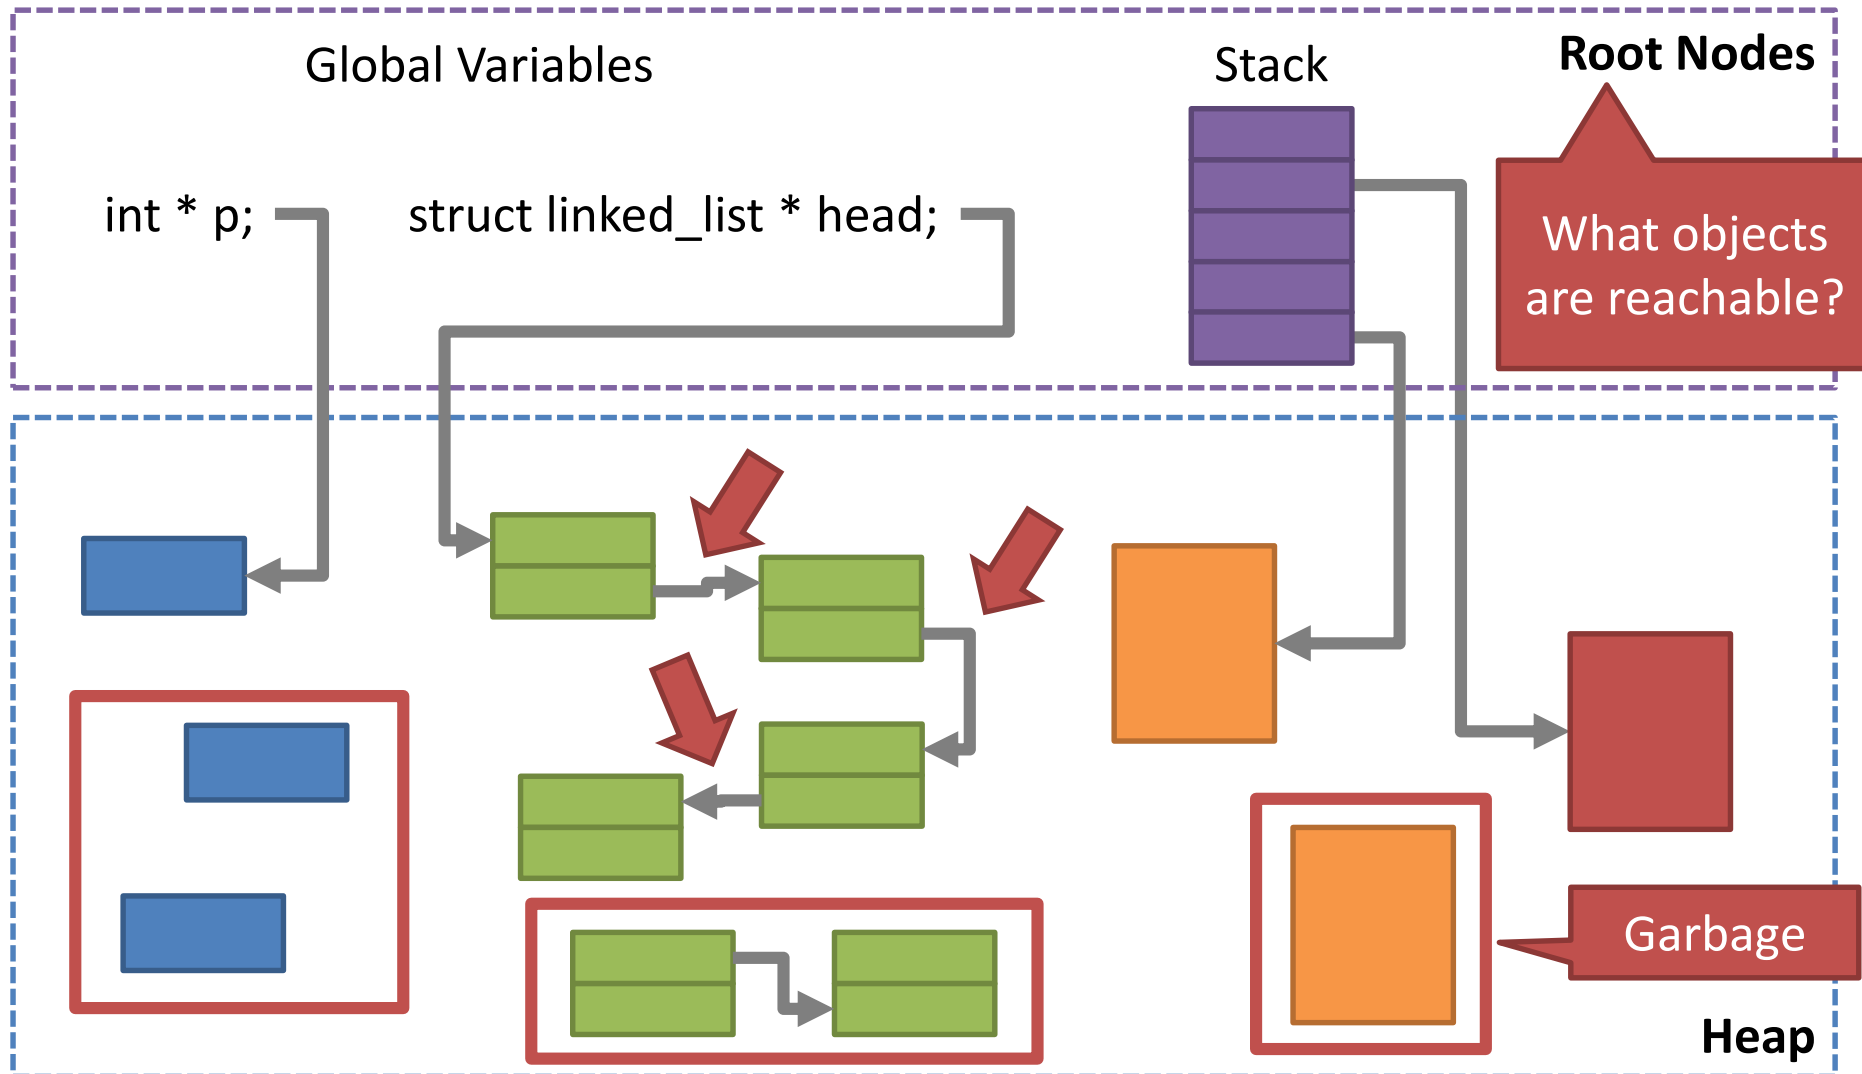 Global Variables
Stack
Root Nodes
int * p;
struct linked_list * head;
What objects
are reachable?
Garbage
Heap